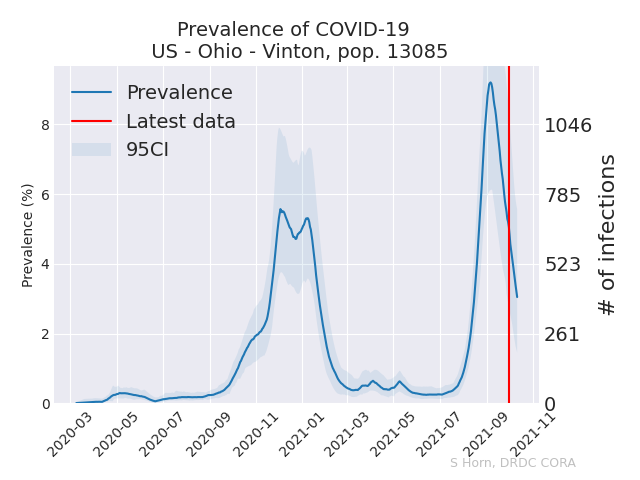 Prevalence of COVID-19
US - Ohio - Vinton, pop. 13085
Prevalence
Latest data
95CI
Prevalence (%)
8
6
4
2
0
1046
785
523
261
0
# of infections
2020-03
2020-05
2020-07
2020-09
2020-11
2021-01
2021-03
2021-05
2021-07
2021-09
2021-11
S Horn, DRDC CORA